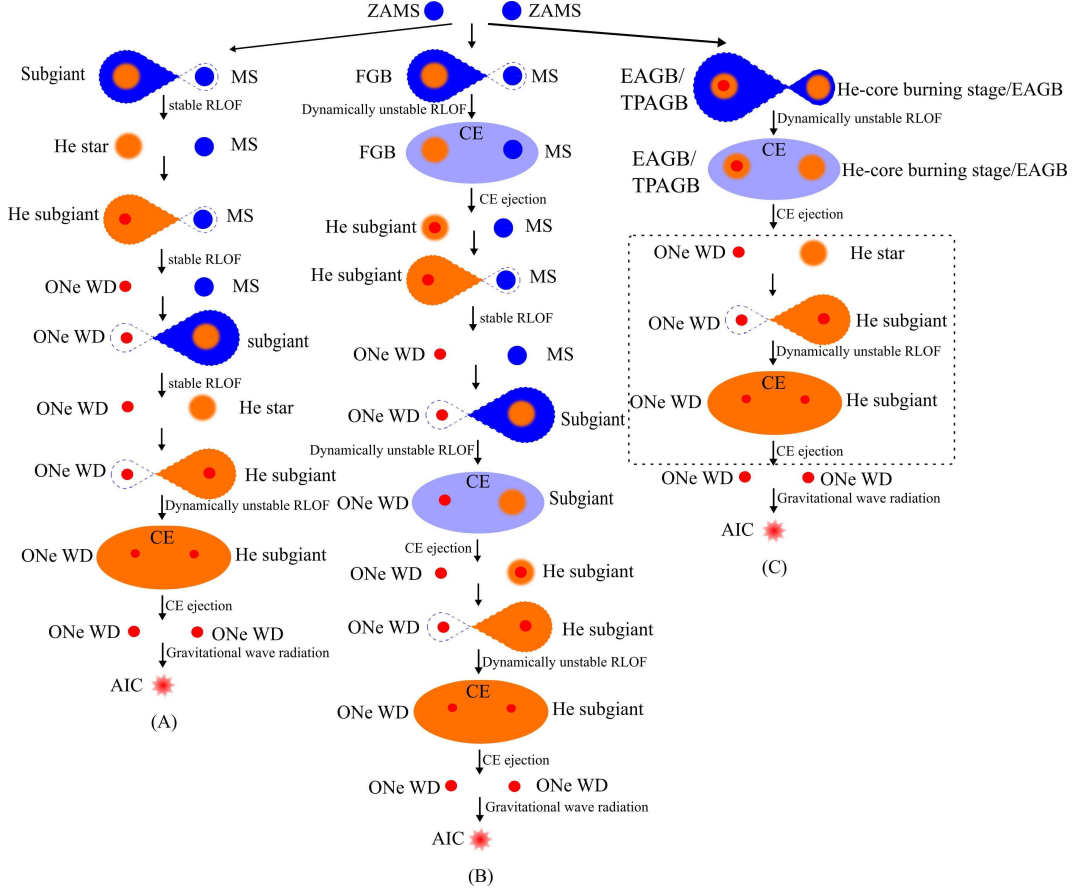 ZAMS ZAMS
Subgiant MS
stable RLOF
He star MS
He subgiant MS
stable RLOF
ONe WD MS
ONe WD subgiant
stable RLOF
ONe WD He star
ONe WD He subgiant
Dynamically unstable RLOF
CE
ONe WD He subgiant
CE ejection
ONe WD ONe WD
Gravitational wave radiation
AIC
(A)
FGB MS
Dynamically unstable RLOF
CE
FGB MS
CE ejection
He subgiant MS
He subgiant MS
stable RLOF
ONe WD MS
ONe WD Subgiant
Dynamically unstable RLOF
CE
ONe WD Subgiant
CE ejection
ONe WD He subgiant
ONe WD He subgiant
Dynamically unstable RLOF
CE
ONe WD He subgiant
CE ejection
ONe WD ONe WD
Gravitational wave radiation
AIC
(B)
EAGB/
TPAGB
He-core burning stage/EAGB
Dynamically unstable RLOF
CE
EAGB/
TPAGB
He-core burning stage/EAGB
CE ejection
ONe WD He star
ONe WD He subgiant
Dynamically unstable RLOF
CE
ONe WD He subgiant
CE ejection
ONe WD ONe WD
Gravitational wave radiation
AIC
(C)